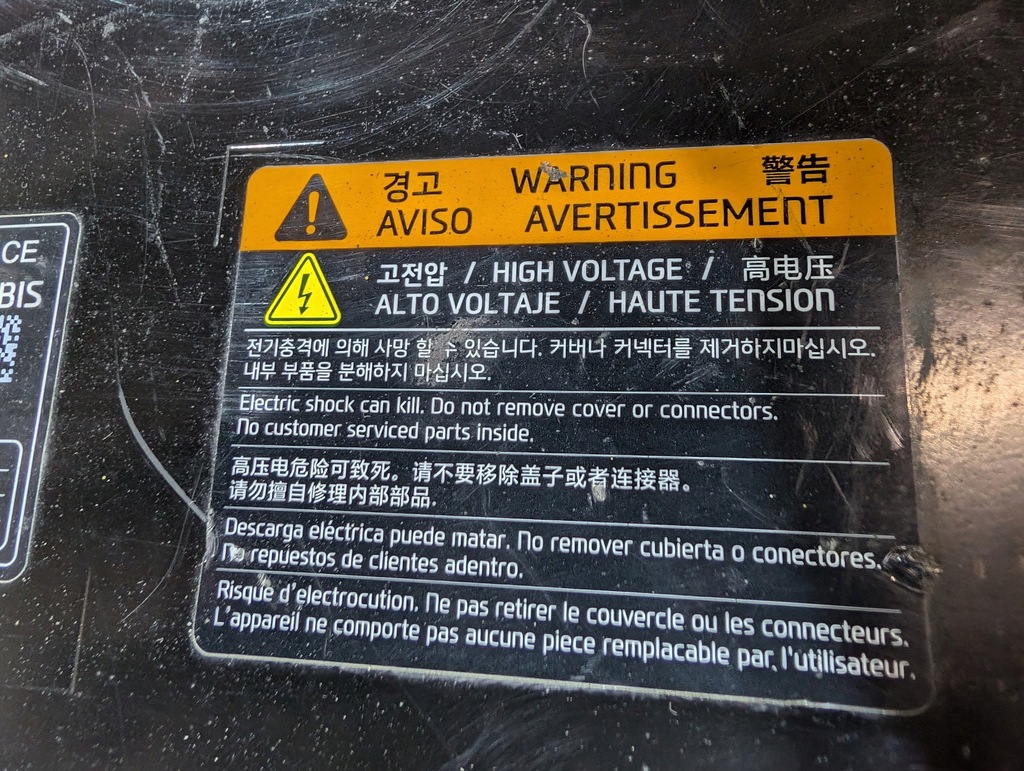 CE
BIS
경고 WARNING 警告
AVISO AVERTISSEMENT
고전압 / HIGH VOLTAGE / 高电压
ALTO VOLTAJE / HAUTE TENSION
전기충격에 의해 사망 할 수 있습니다. 커버나 커넥터를 제거하지마십시오.
내부 부품을 분해하지 마십시오.
Electric shock can kill. Do not remove cover or connectors.
No customer serviced parts inside.
高压电危险可致死。请不要移除盖子或者连接器。
请勿擅自修理内部部品.
Descarga eléctrica puede matar. No remover cubierta o conectores.
No repuestos de clientes adentro.
Risque d'electrocution. Ne pas retirer le couvercle ou les connecteurs.
L'appareil ne comporte pas aucune piece remplacable par l'utilisateur.